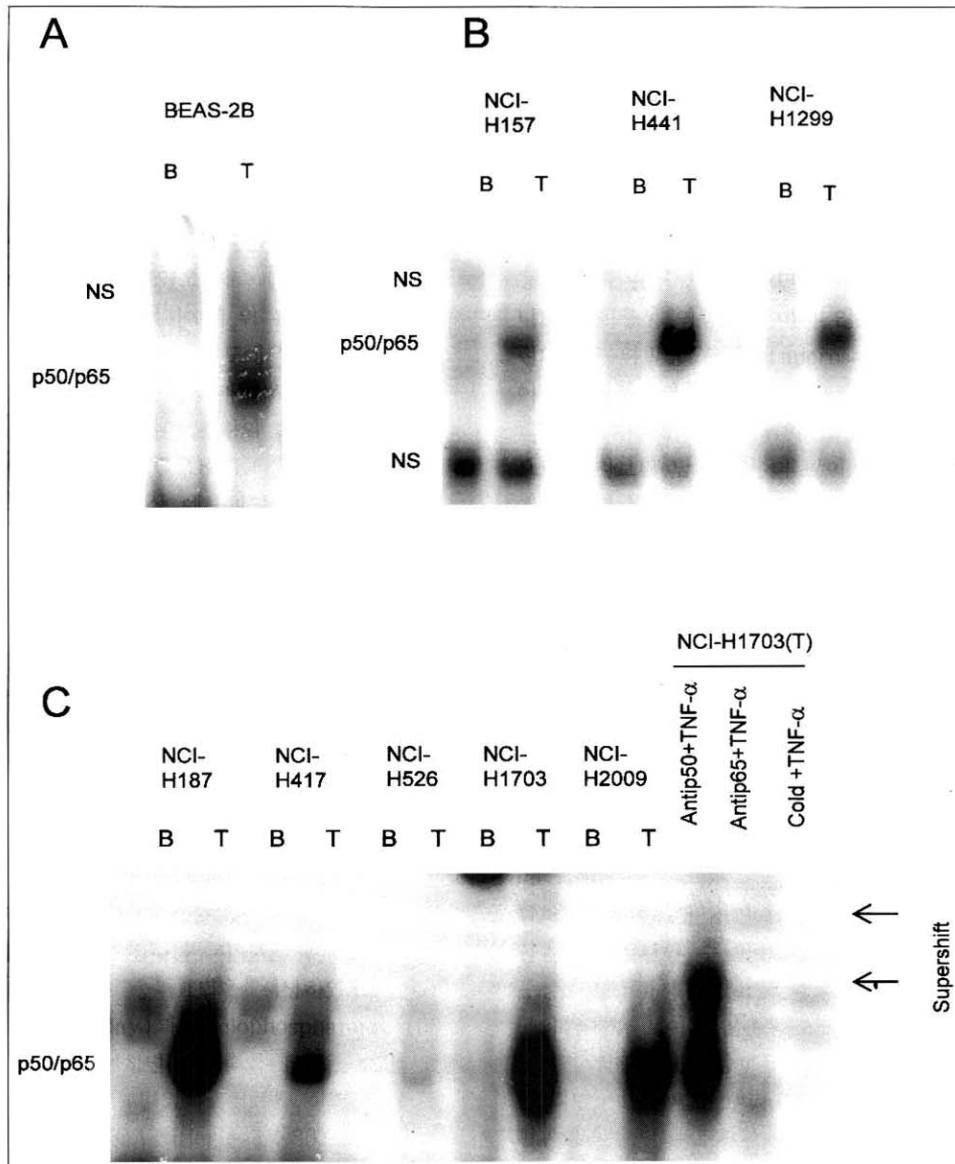 A
B
BEAS-2B
B T
NS
p50/p65
NCI-H157
NCI-H441
NCI-H1299
B T B T B T
NS
p50/p65
NS
C
NCI-H1703(T)
NCI-H187
NCI-H417
NCI-H526
NCI-H1703
NCI-H2009
Antip50+TNF-α
Antip65+TNF-α
Cold +TNF-α
B T B T B T B T B T
p50/p65
Supershift